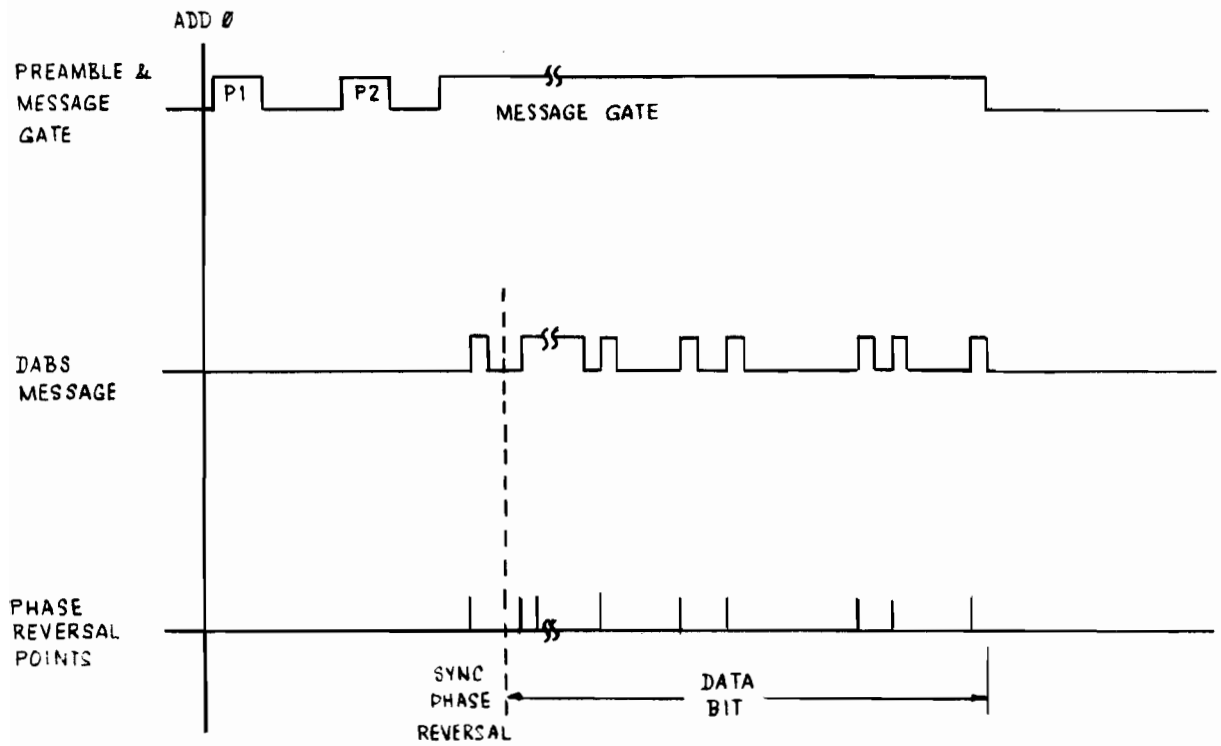 ADD Ø
PREAMBLE &
MESSAGE
GATE
P1
P2
MESSAGE GATE
DABS
MESSAGE
PHASE
REVERSAL
POINTS
SYNC
PHASE
REVERSAL
DATA
BIT